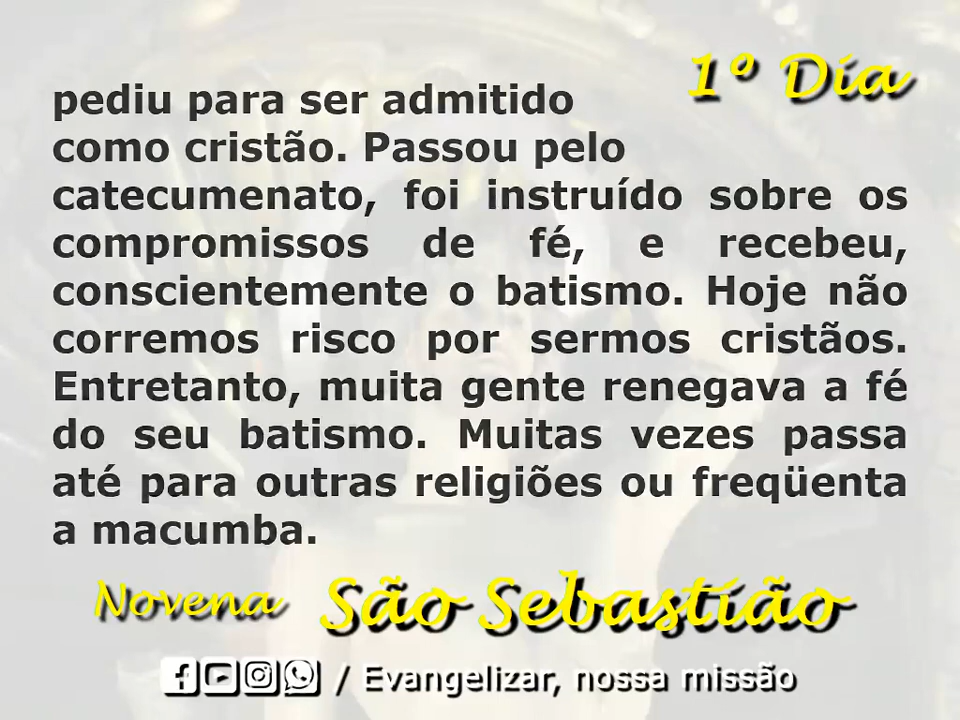 1º Dia
pediu para ser admitido
como cristão. Passou pelo
catecumenato, foi instruído sobre os
compromissos de fé, e recebeu,
conscientemente o batismo. Hoje não
corremos risco por sermos cristãos.
Entretanto, muita gente renegava a fé
do seu batismo. Muitas vezes passa
até para outras religiões ou freqüenta
a macumba.
Novena São Sebastião
/ Evangelizar, nossa missão